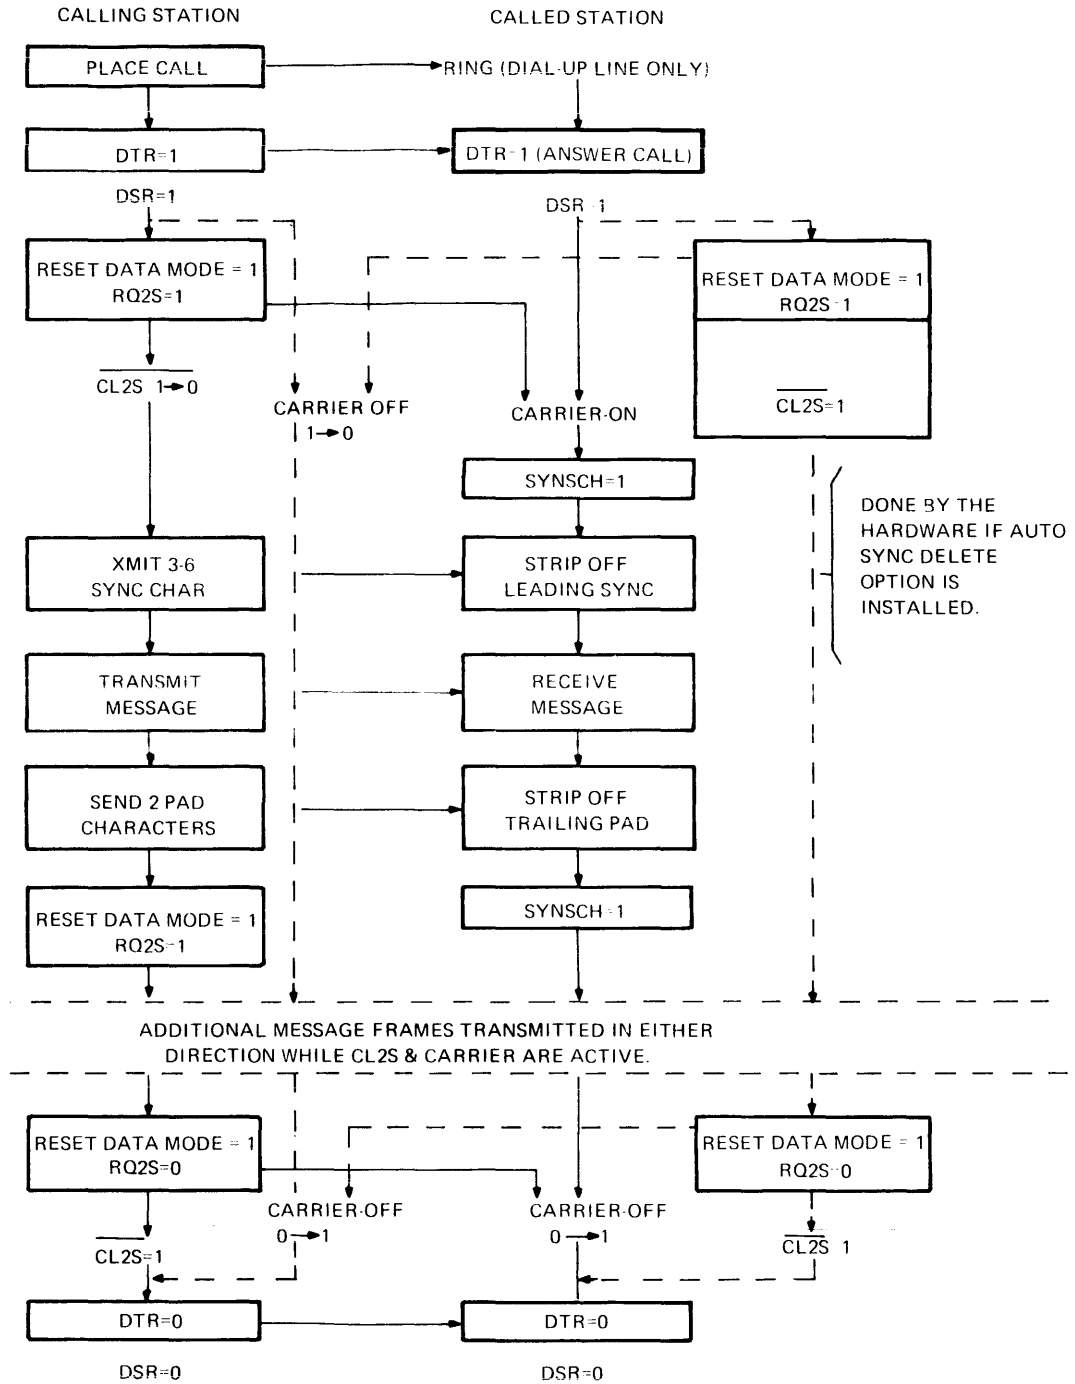 CALLING STATION
CALLED STATION
PLACE CALL
RING (DIAL-UP LINE ONLY)
DTR=1
DTR=1 (ANSWER CALL)
DSR=1
DSR=1
RESET DATA MODE = 1
RQ2S=1
RESET DATA MODE = 1
RQ2S=1
CL2S 1→0
CARRIER OFF
1→0
CARRIER-ON
CL2S=1
SYNSCH=1
DONE BY THE
HARDWARE IF AUTO
SYNC DELETE
OPTION IS
INSTALLED.
XMIT 3-6
SYNC CHAR
STRIP OFF
LEADING SYNC
TRANSMIT
MESSAGE
RECEIVE
MESSAGE
SEND 2 PAD
CHARACTERS
STRIP OFF
TRAILING PAD
RESET DATA MODE = 1
RQ2S=1
SYNSCH=1
ADDITIONAL MESSAGE FRAMES TRANSMITTED IN EITHER
DIRECTION WHILE CL2S & CARRIER ARE ACTIVE.
RESET DATA MODE = 1
RQ2S=0
RESET DATA MODE = 1
RQ2S=0
CARRIER-OFF
0→1
CARRIER-OFF
0→1
CL2S=1
CL2S 1
DTR=0
DTR=0
DSR=0
DSR=0